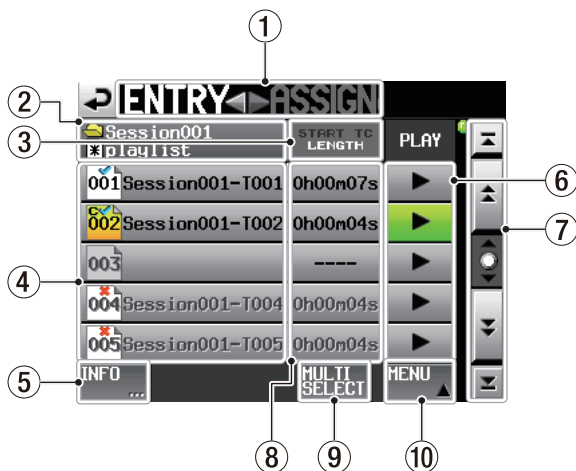 ①
ENTRY ASSIGN
②
Session001
playlist
③
START TC
LENGTH
PLAY
001 Session001-T001 0h00m07s
⑥
⑦
C 002 Session001-T002 0h00m04s
④
003 ----
004 Session001-T004 0h00m04s
005 Session001-T005 0h00m04s
⑤
INFO ...
MULTI
SELECT
MENU
⑧
⑨
⑩